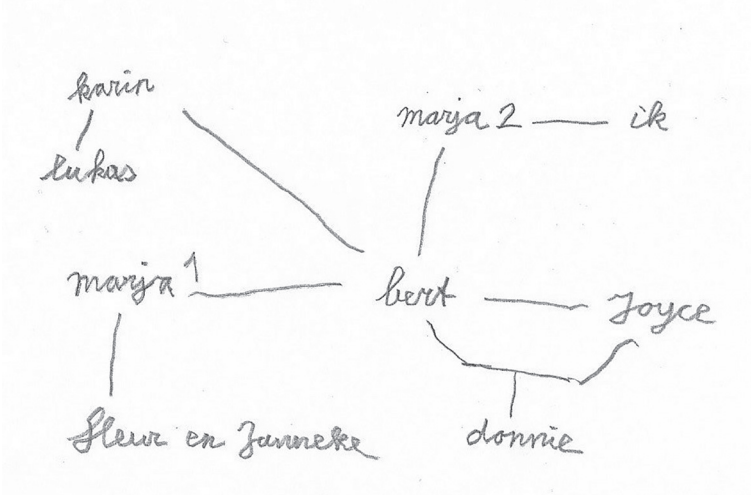 karin
marja 2
ik
lukas
marja 1
bert
Joyce
fleur en Janneke
donnie